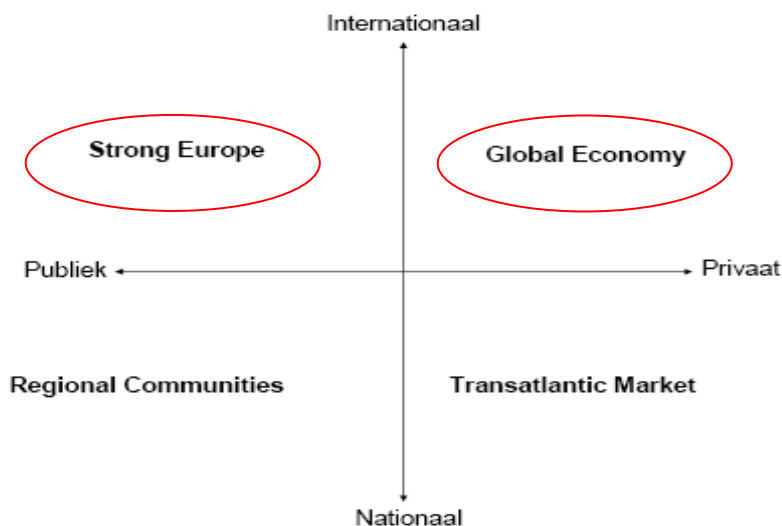 Internationaal
Strong Europe
Global Economy
Publiek
Privaat
Regional Communities
Transatlantic Market
Nationaal